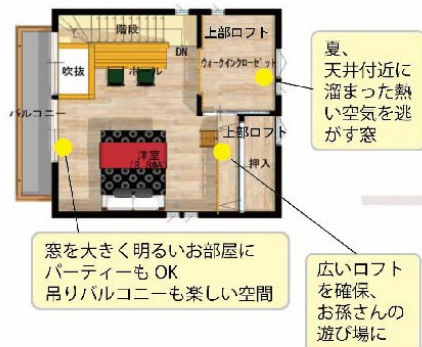 階段
上部ロフト
DN
ウォークインクローゼット
吹抜
ホール
バルコニー
上部ロフト
洋室
(8.8帖)
押入
夏、
天井付近に
溜まった熱
い空気を逃
がす窓
窓を大きく明るいお部屋に
パーティーも OK
吊りバルコニーも楽しい空間
広いロフト
を確保、
お孫さんの
遊び場に